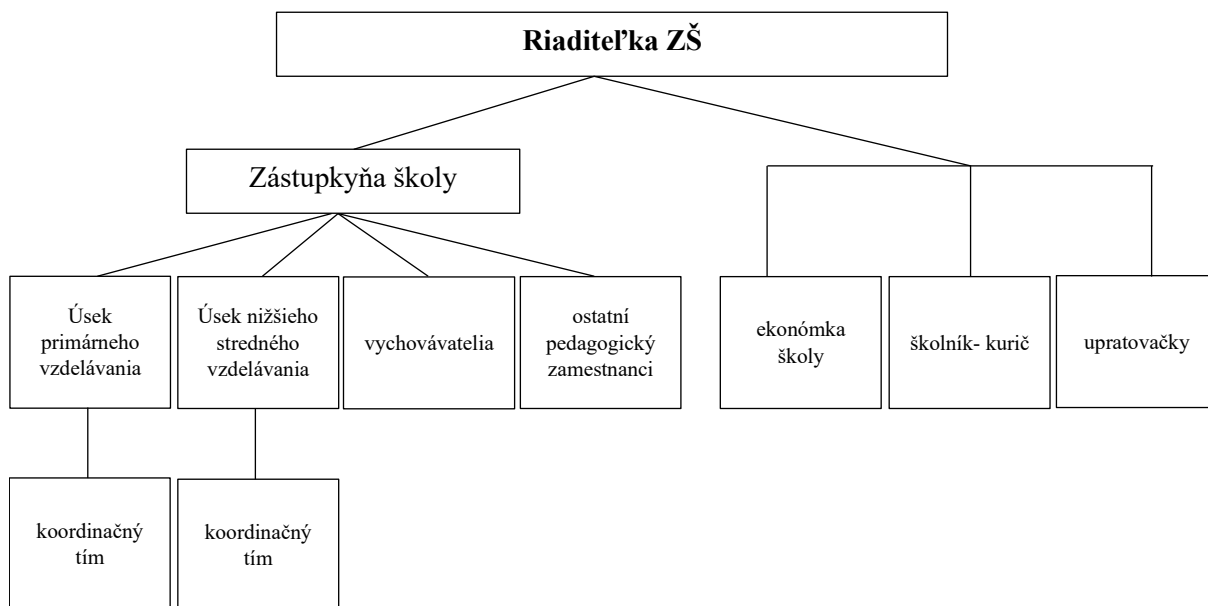 Riaditeľka ZŠ
Zástupkyňa školy
Úsek
primárneho
vzdelávania
Úsek nižšieho
stredného
vzdelávania
vychovávatelia
ostatní
pedagogický
zamestnanci
ekonómka
školy
školník- kurič
upratovačky
koordinačný
tím
koordinačný
tím